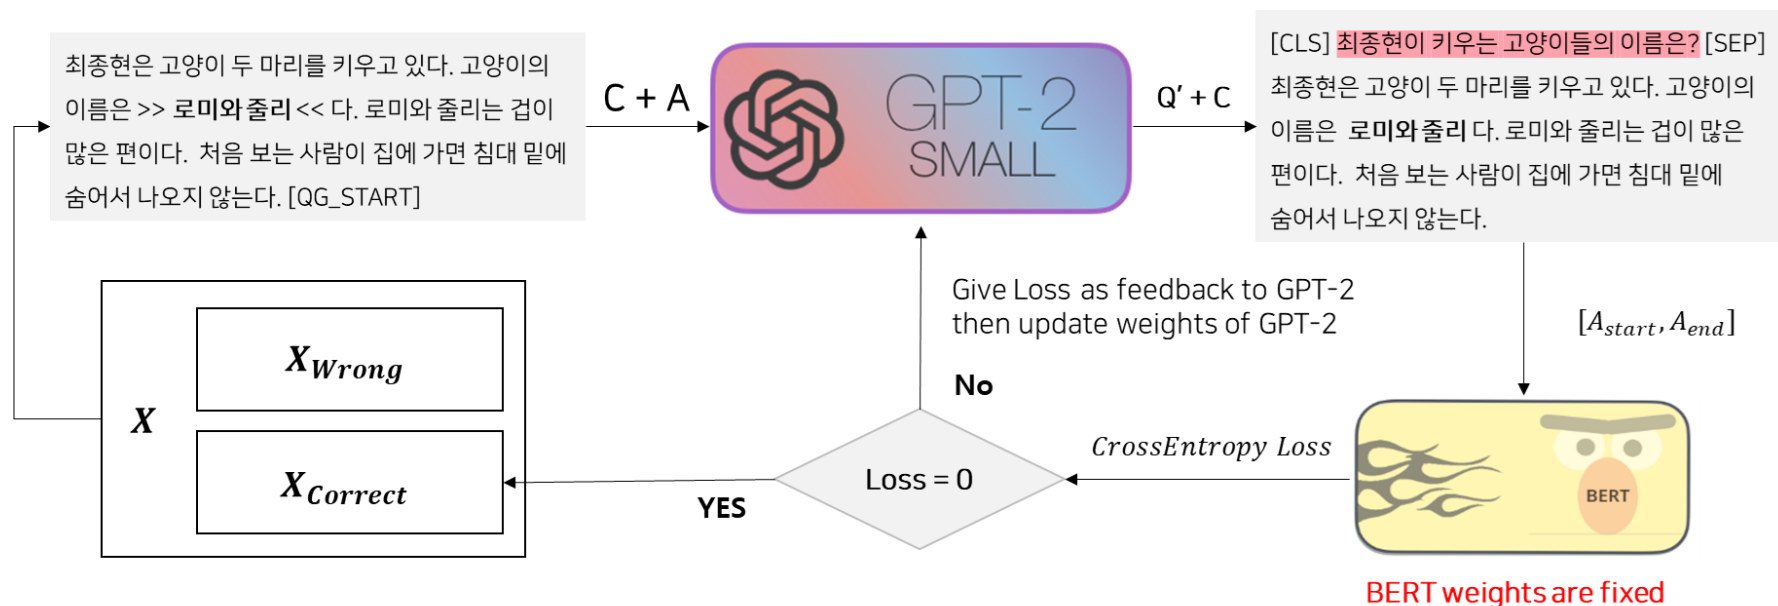 최종현은 고양이 두 마리를 키우고 있다. 고양이의
이름은 >> 로미와 줄리 << 다. 로미와 줄리는 겁이
많은 편이다. 처음 보는 사람이 집에 가면 침대 밑에
숨어서 나오지 않는다. [QG_START]
C + A
GPT-2
SMALL
Q’ + C
[CLS] 최종현이 키우는 고양이들의 이름은? [SEP]
최종현은 고양이 두 마리를 키우고 있다. 고양이의
이름은 로미와 줄리 다. 로미와 줄리는 겁이 많은
편이다. 처음 보는 사람이 집에 가면 침대 밑에
숨어서 나오지 않는다.
Give Loss as feedback to GPT-2
then update weights of GPT-2
[A_start, A_end]
No
X
X_Wrong
X_Correct
YES
Loss = 0
CrossEntropy Loss
BERT
BERT weights are fixed